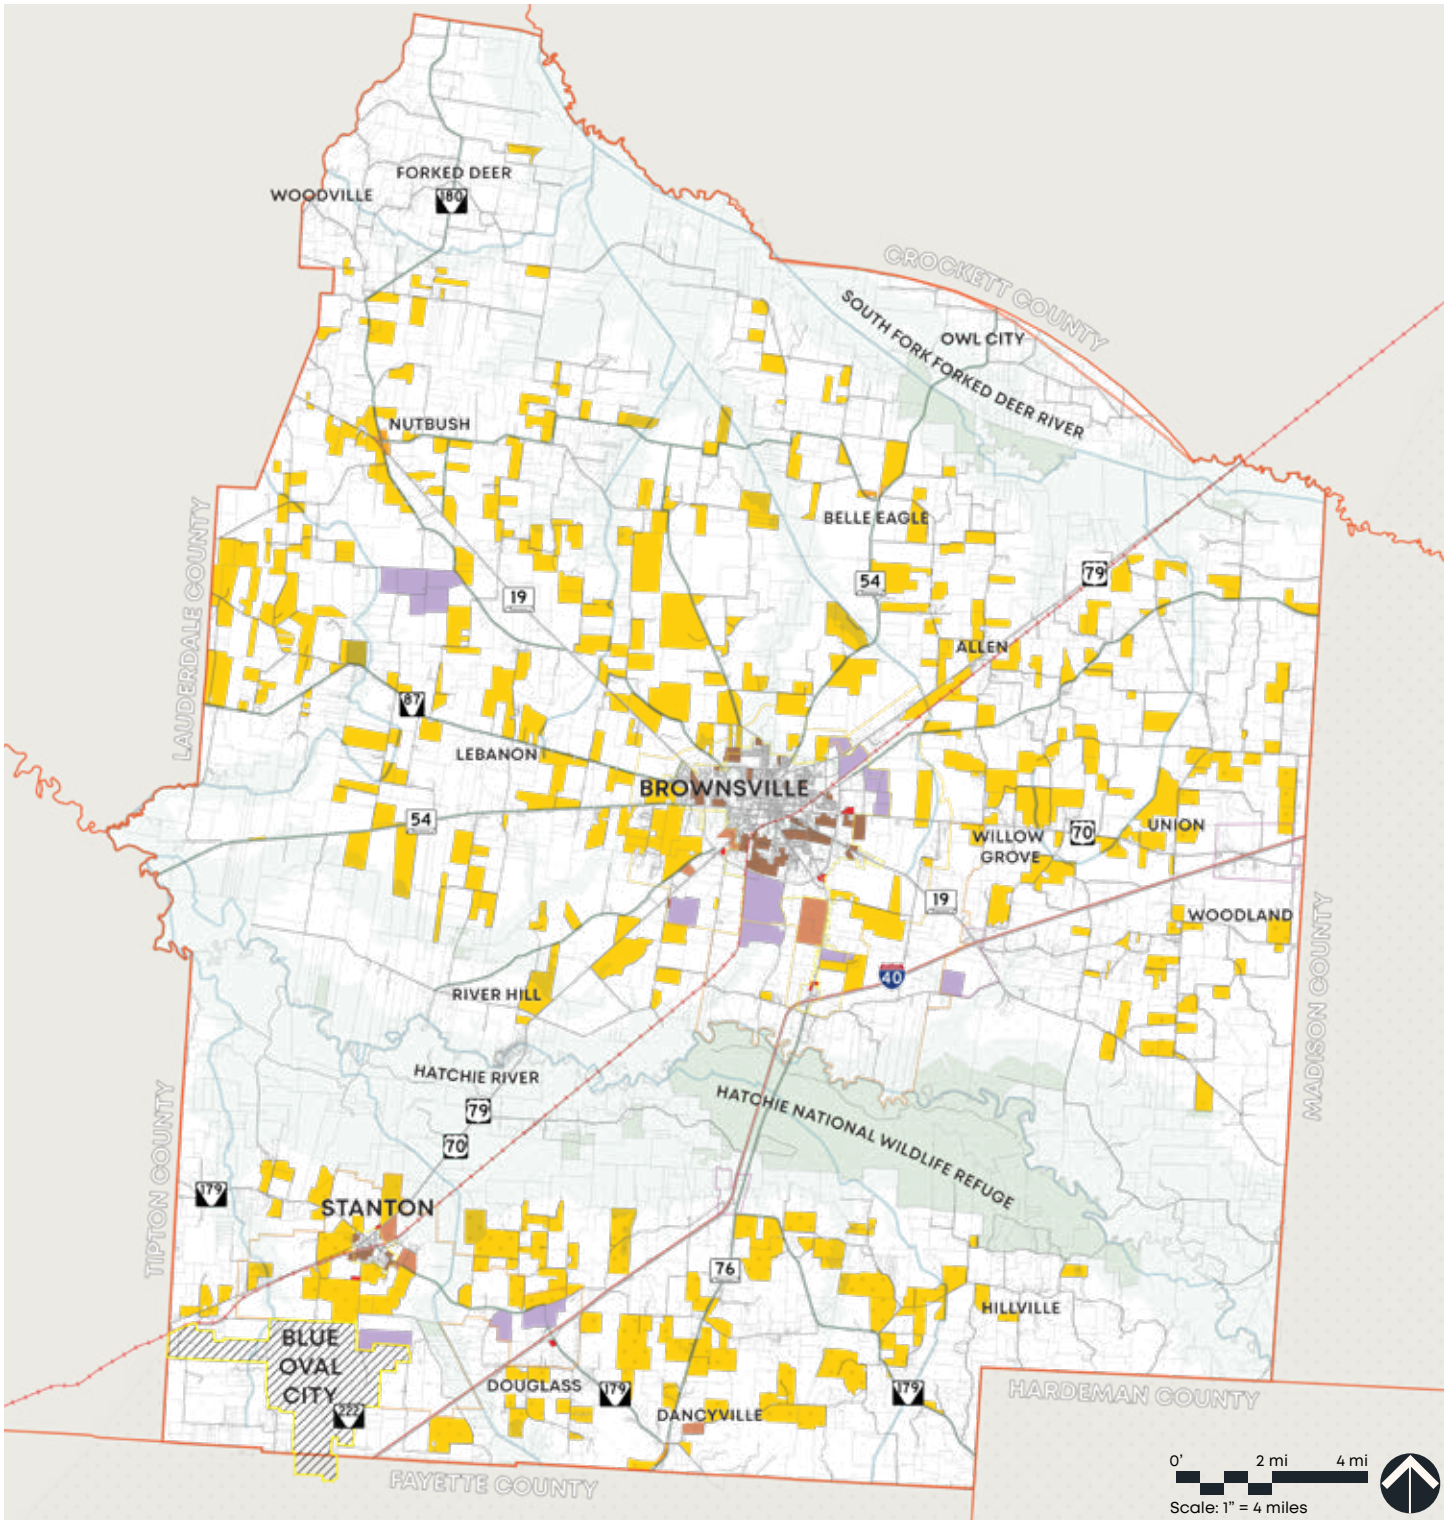 FORKED DEER
WOODVILLE
180
CROCKETT COUNTY
SOUTH FORK FORKED DEER RIVER
OWL CITY
NUTBUSH
BELLE EAGLE
LAUDERDALE COUNTY
79
54
19
ALLEN
87
LEBANON
BROWNSVILLE
54
WILLOW
GROVE
70
UNION
19
WOODLAND
40
RIVER HILL
MADISON COUNTY
HATCHIE RIVER
79
70
HATCHIE NATIONAL WILDLIFE REFUGE
TIPTON COUNTY
179
STANTON
76
HILLVILLE
BLUE
OVAL
CITY
222
DOUGLASS
179
179
DANCYVILLE
HARDEMAN COUNTY
FAYETTE COUNTY
0' 2 mi 4 mi
Scale: 1" = 4 miles